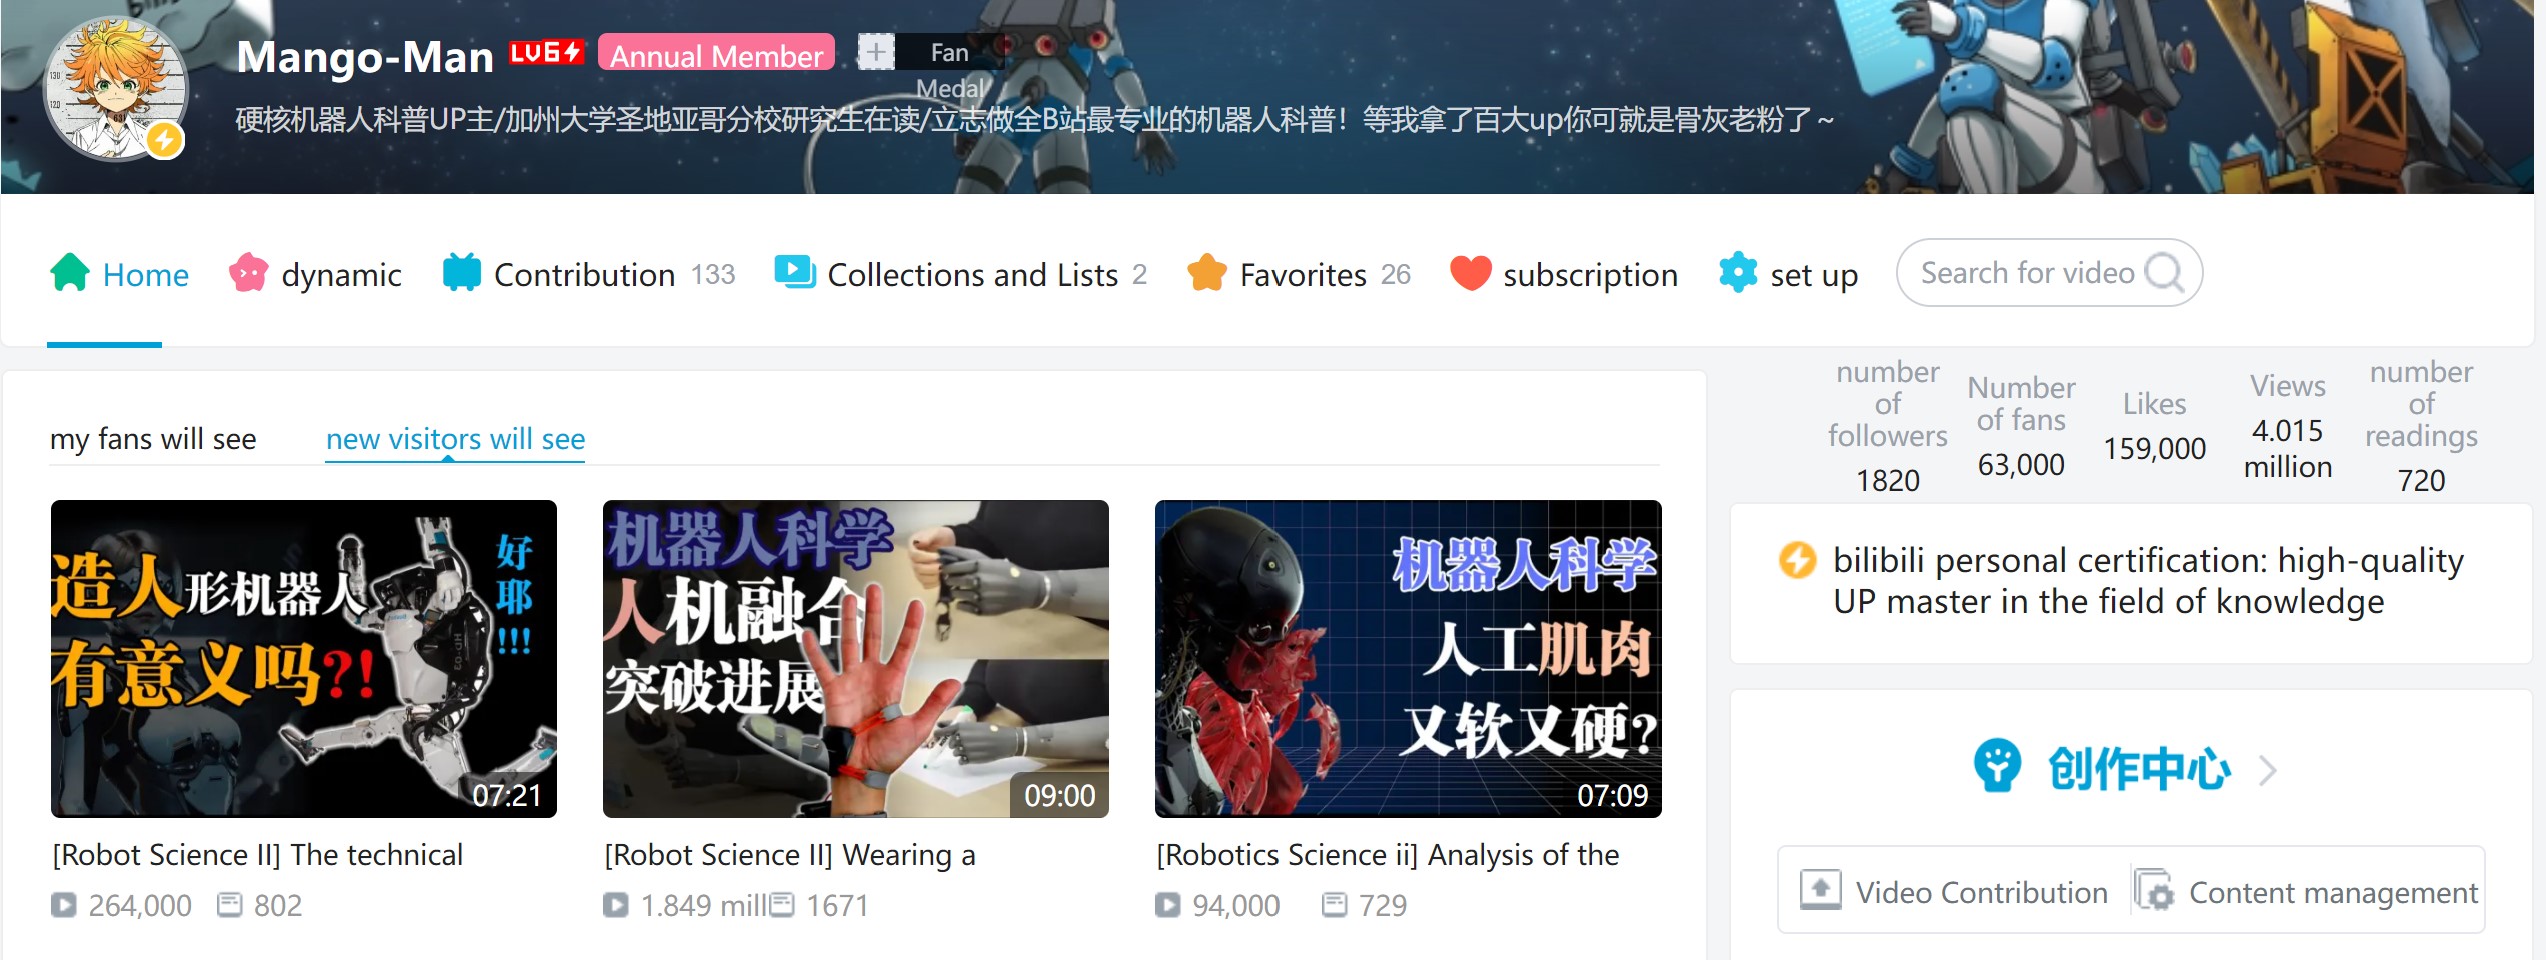 Mango-Man LV6 Annual Member Fan
Medal
硬核机器人科普UP主/加州大学圣地亚哥分校研究生在读/立志做全B站最专业的机器人科普！等我拿了百大up你可就是骨灰老粉了～
Home dynamic Contribution 133 Collections and Lists 2 Favorites 26 subscription set up Search for video
my fans will see new visitors will see
number of followers
1820
Number of fans
63,000
Likes
159,000
Views
4.015 million
number of readings
720
造人形机器人
有意义吗?!
好耶!!!
07:21
[Robot Science II] The technical
264,000 802
机器人科学
人机融合
突破进展
09:00
[Robot Science II] Wearing a
1.849 mill 1671
机器人科学
人工肌肉
又软又硬?
07:09
[Robotics Science ii] Analysis of the
94,000 729
bilibili personal certification: high-quality
UP master in the field of knowledge
创作中心
Video Contribution Content management